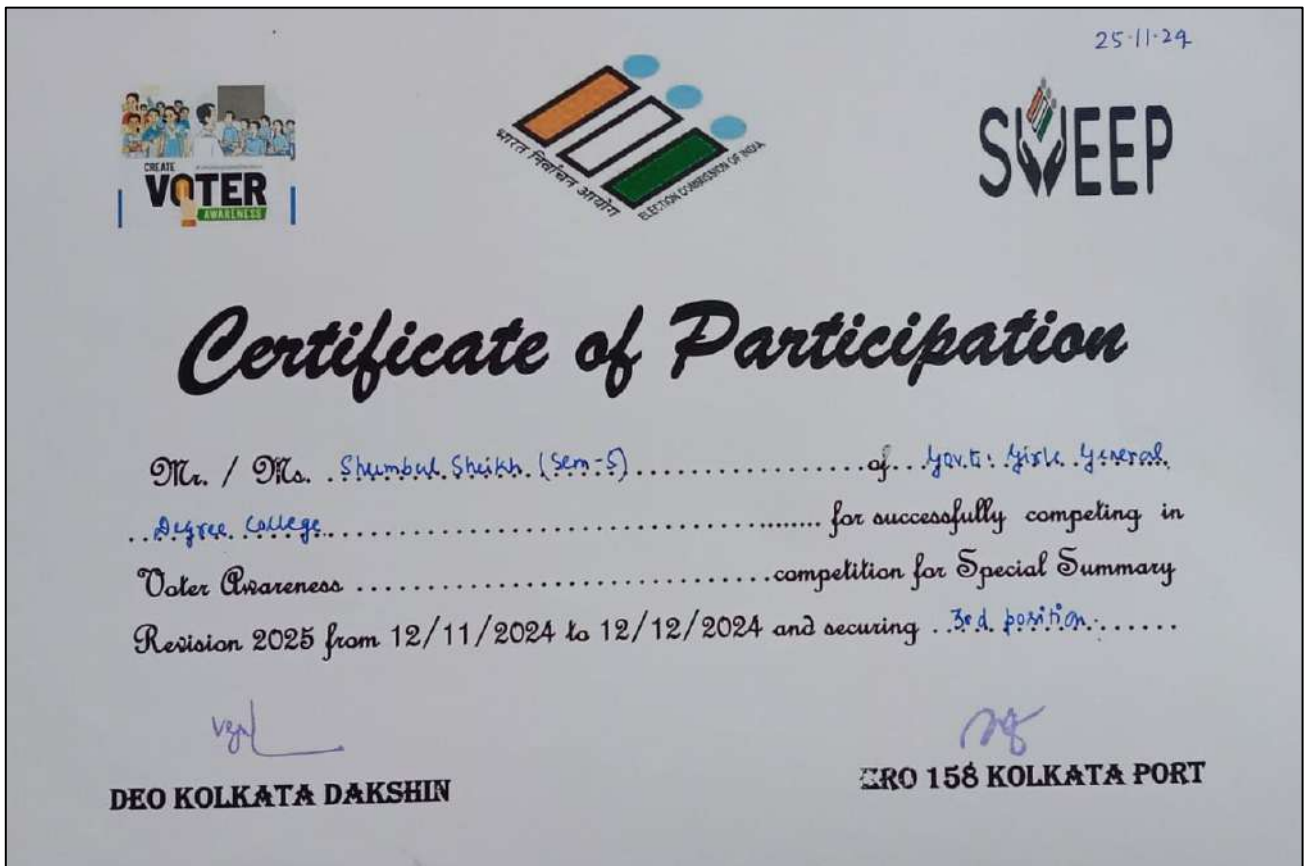 25.11.24
CREATE
VOTER
AWARENESS
भारत निर्वाचन आयोग
ELECTION COMMISSION OF INDIA
SWEEP
Certificate of Participation
Mr. / Ms. . Shumbul Sheikh (Sem-5) .................... of .. Govt. Girls General
.. Degree College .................................................. for successfully competing in
Voter Awareness ....................................competition for Special Summary
Revision 2025 from 12/11/2024 to 12/12/2024 and securing .. 3rd position .......
DEO KOLKATA DAKSHIN
ERO 158 KOLKATA PORT